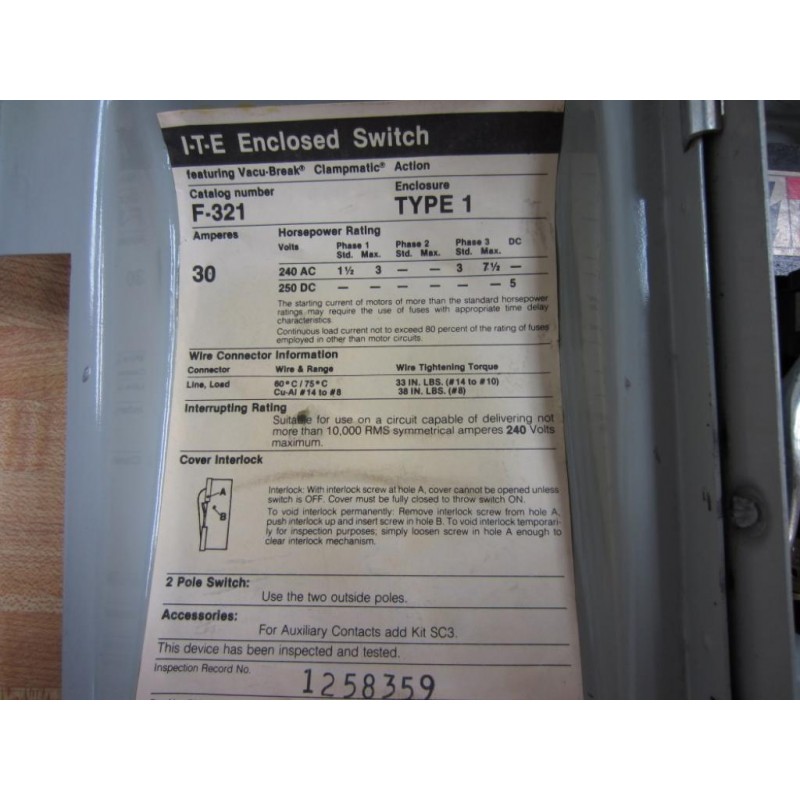 I-T-E Enclosed Switch
featuring Vacu-Break® Clampmatic® Action
Catalog number
F-321
Enclosure
TYPE 1
Amperes
30
Horsepower Rating
Volts Phase 1 Phase 2 Phase 3 DC
Std. Max. Std. Max. Std. Max.
240 AC 1½ 3 — — 3 7½ —
250 DC — — — — — — 5
The starting current of motors of more than the standard horsepower
ratings may require the use of fuses with appropriate time delay
characteristics
Continuous load current not to exceed 80 percent of the rating of fuses
employed in other than motor circuits.
Wire Connector Information
Connector Wire & Range Wire Tightening Torque
Line, Load 60°C / 75°C 33 IN. LBS. (#14 to #10)
Cu-Al #14 to #8 38 IN. LBS. (#8)
Interrupting Rating
Suitable for use on a circuit capable of delivering not
more than 10,000 RMS symmetrical amperes 240 Volts
maximum.
Cover Interlock
A
B
Interlock: With interlock screw at hole A, cover cannot be opened unless
switch is OFF. Cover must be fully closed to throw switch ON.
To void interlock permanently: Remove interlock screw from hole A,
push interlock up and insert screw in hole B. To void interlock temporari-
ly for inspection purposes; simply loosen screw in hole A enough to
clear interlock mechanism.
2 Pole Switch:
Use the two outside poles.
Accessories:
For Auxiliary Contacts add Kit SC3.
This device has been inspected and tested.
Inspection Record No.
1258359